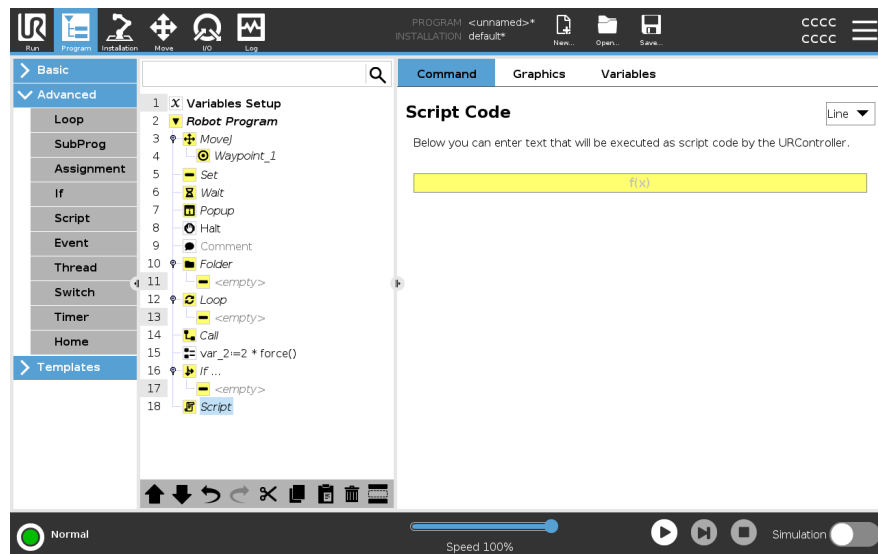 PROGRAM <unnamed>*
INSTALLATION default*
CCCC
CCCC
Run
Program
Installation
Move
I/O
Log
New...
Open...
Save...
Basic
Advanced
Loop
SubProg
Assignment
If
Script
Event
Thread
Switch
Timer
Home
Templates
1 X Variables Setup
2 Robot Program
3 MoveJ
4 Waypoint_1
5 Set
6 Wait
7 Popup
8 Halt
9 Comment
10 Folder
11 <empty>
12 Loop
13 <empty>
14 Call
15 var_2:=2 * force()
16 If ...
17 <empty>
18 Script
Command
Graphics
Variables
Script Code
Line
Below you can enter text that will be executed as script code by the URController.
f(x)
Normal
Speed 100%
Simulation